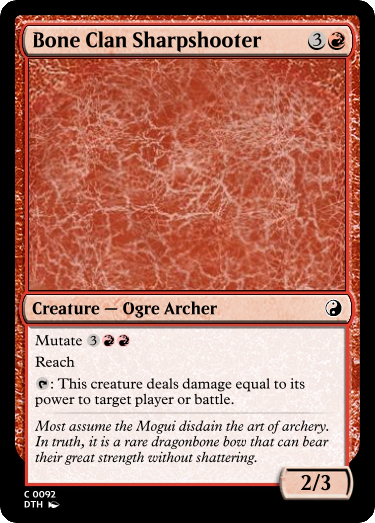 Bone Clan Sharpshooter 3
Creature — Ogre Archer
Mutate 3
Reach
: This creature deals damage equal to its
power to target player or battle.
Most assume the Mogui disdain the art of archery.
In truth, it is a rare dragonbone bow that can bear
their great strength without shattering.
2/3
C 0092
DTH